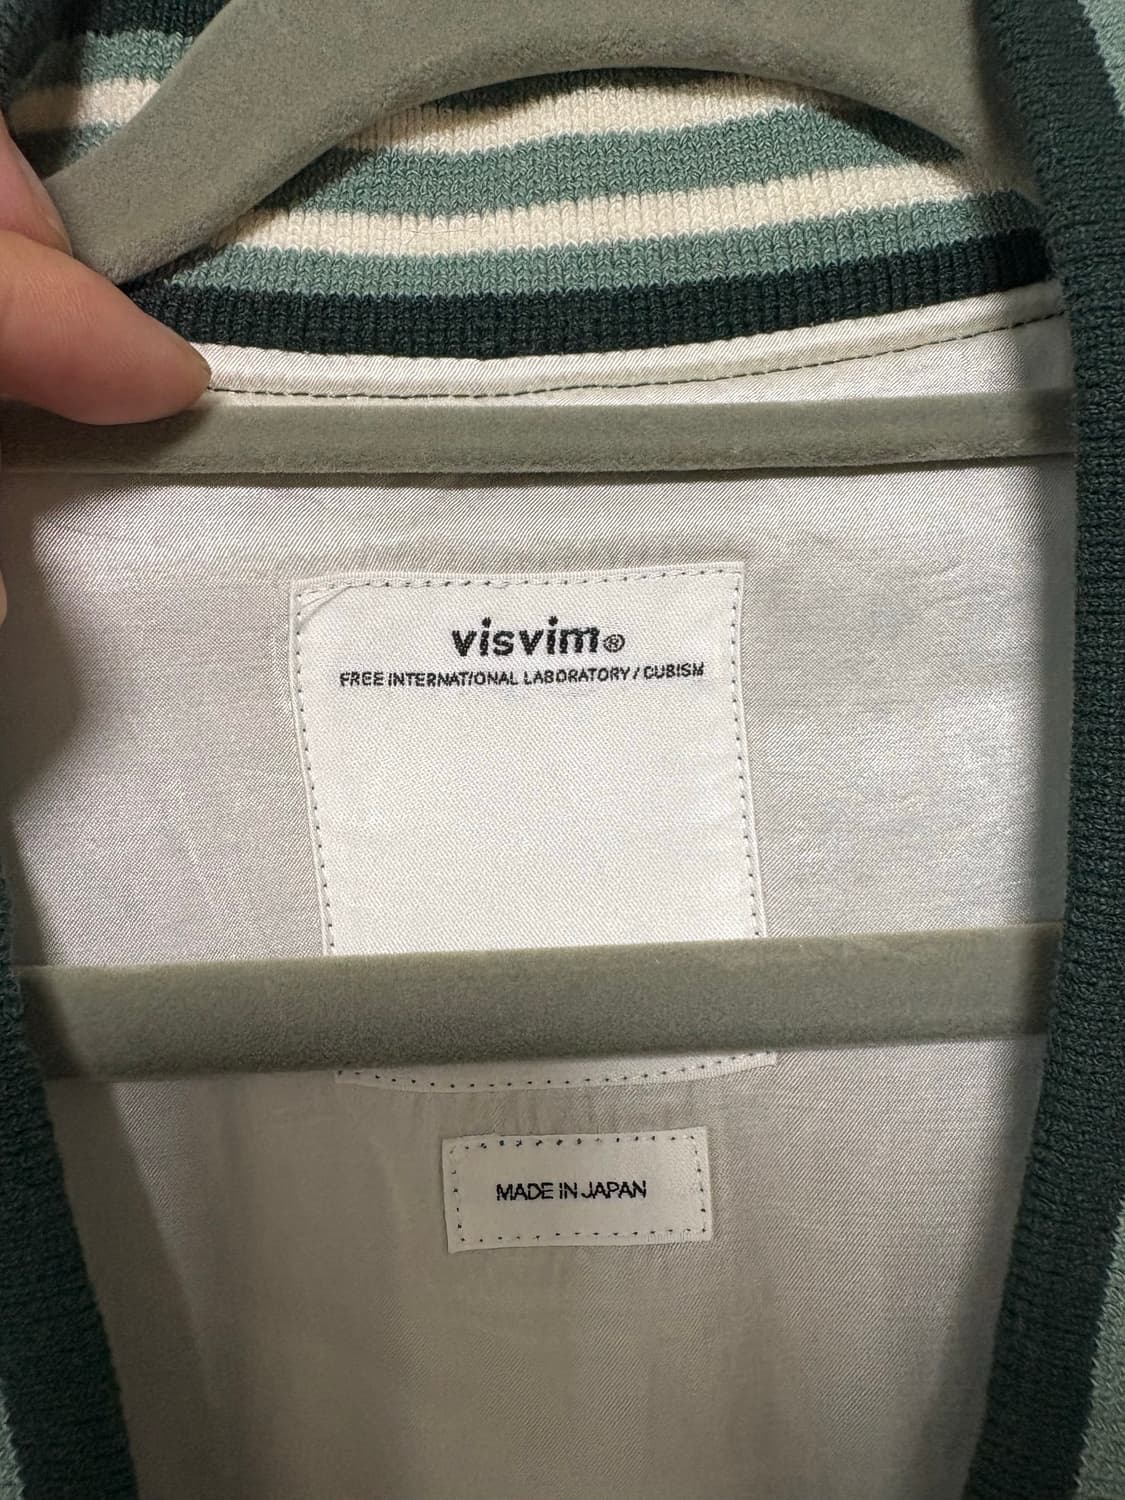 visvim®
FREE INTERNATIONAL LABORATORY / CUBISM
MADE IN JAPAN